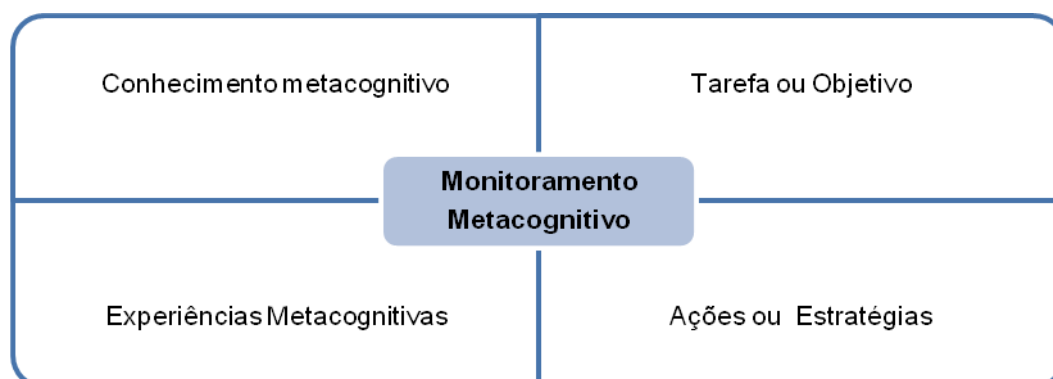 Conhecimento metacognitivo
Tarefa ou Objetivo
Monitoramento
Metacognitivo
Experiências Metacognitivas
Ações ou Estratégias